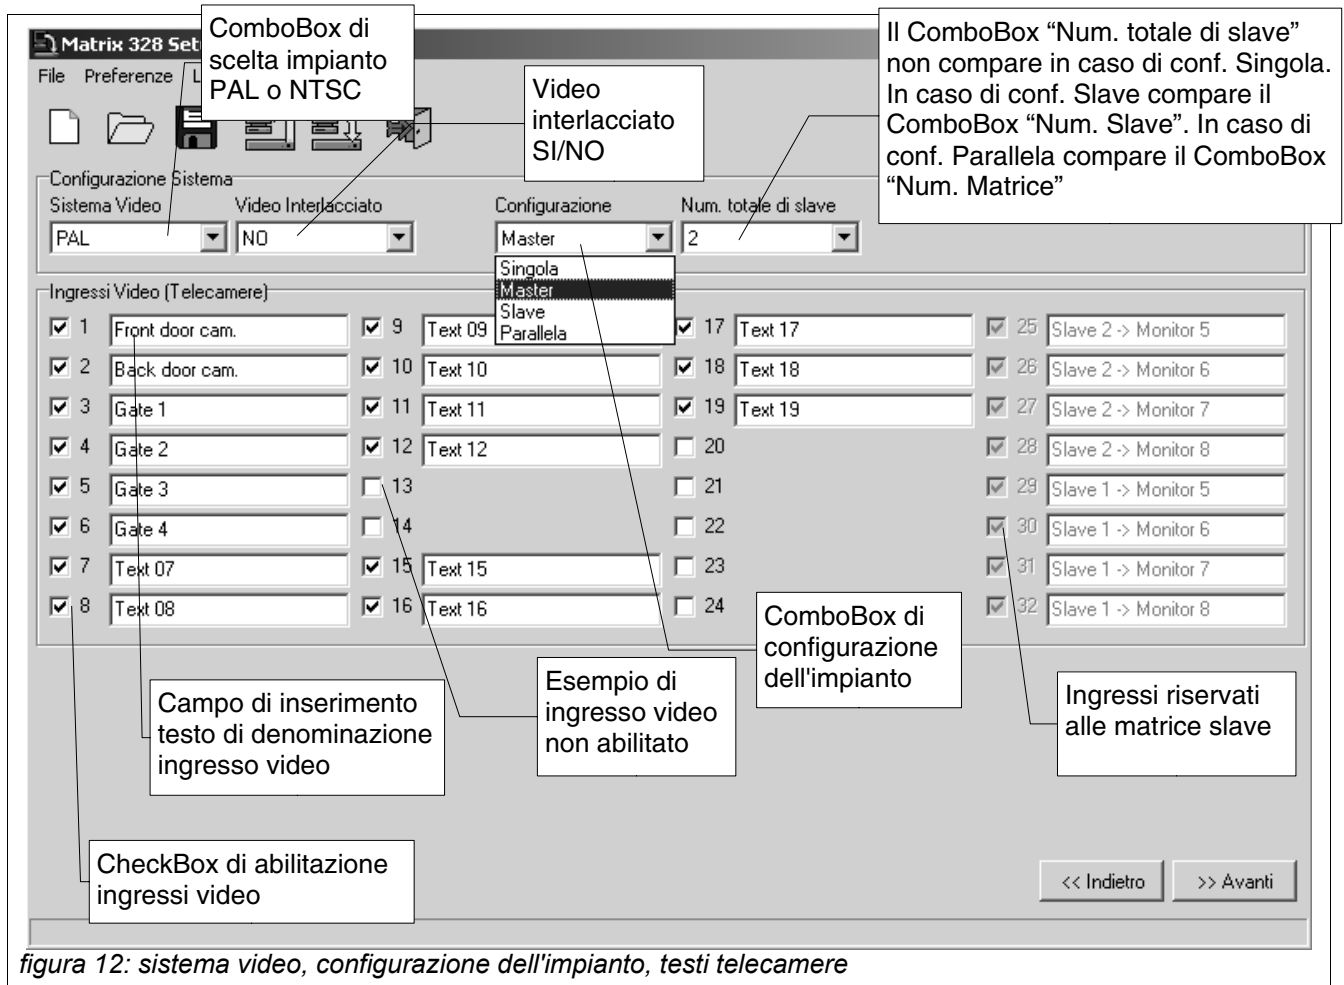 Matrix 328 Set
File Preferenze L
ComboBox di
scelta impianto
PAL o NTSC
Video
interlacciato
SI/NO
Il ComboBox “Num. totale di slave”
non compare in caso di conf. Singola.
In caso di conf. Slave compare il
ComboBox “Num. Slave”. In caso di
conf. Parallela compare il ComboBox
“Num. Matrice”
Configurazione Sistema
Sistema Video Video Interlacciato Configurazione Num. totale di slave
PAL NO Master 2
Singola
Master
Slave
Parallela
Ingressi Video (Telecamere)
1 Front door cam. 9 Text 09 17 Text 17 25 Slave 2 -> Monitor 5
2 Back door cam. 10 Text 10 18 Text 18 26 Slave 2 -> Monitor 6
3 Gate 1 11 Text 11 19 Text 19 27 Slave 2 -> Monitor 7
4 Gate 2 12 Text 12 20 28 Slave 2 -> Monitor 8
5 Gate 3 13 21 29 Slave 1 -> Monitor 5
6 Gate 4 14 22 30 Slave 1 -> Monitor 6
7 Text 07 15 Text 15 23 31 Slave 1 -> Monitor 7
8 Text 08 16 Text 16 24 32 Slave 1 -> Monitor 8
ComboBox di
configurazione
dell'impianto
Esempio di
ingresso video
non abilitato
Ingressi riservati
alle matrice slave
Campo di inserimento
testo di denominazione
ingresso video
CheckBox di abilitazione
ingressi video
<< Indietro >> Avanti
figura 12: sistema video, configurazione dell'impianto, testi telecamere